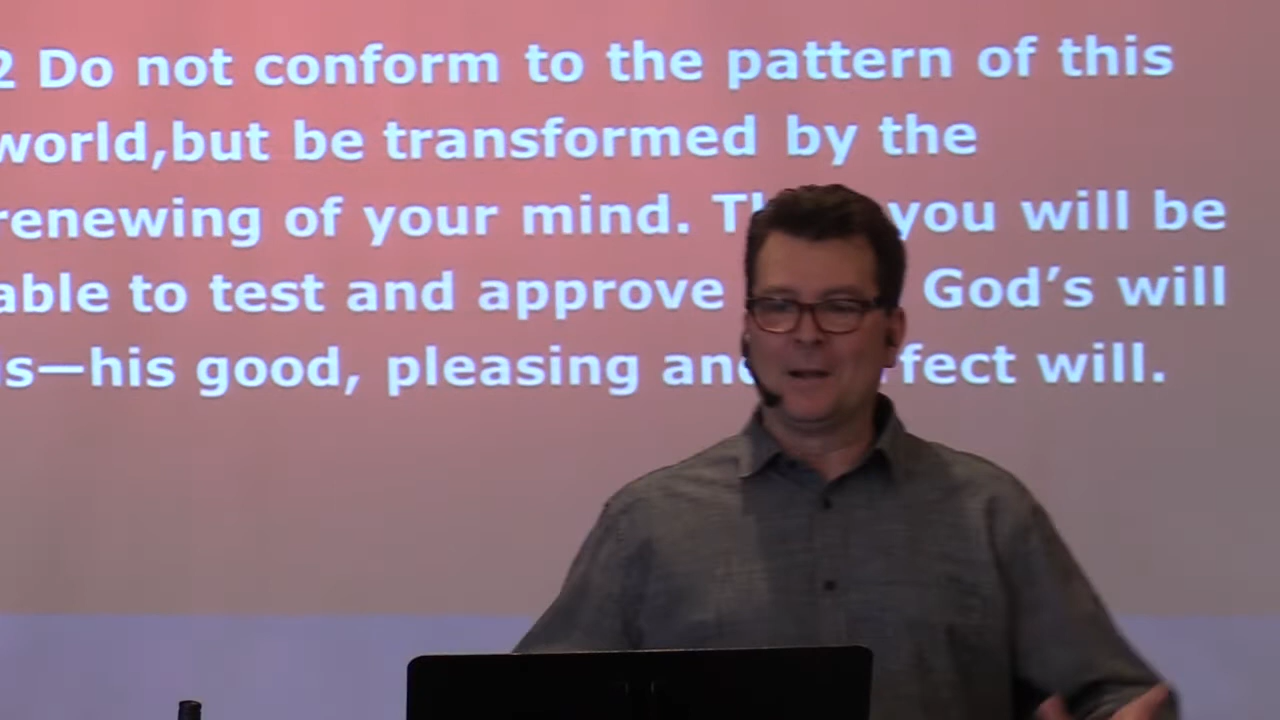 2 Do not conform to the pattern of this
world,but be transformed by the
renewing of your mind. you will be
able to test and approve God’s will
is—his good, pleasing and will.